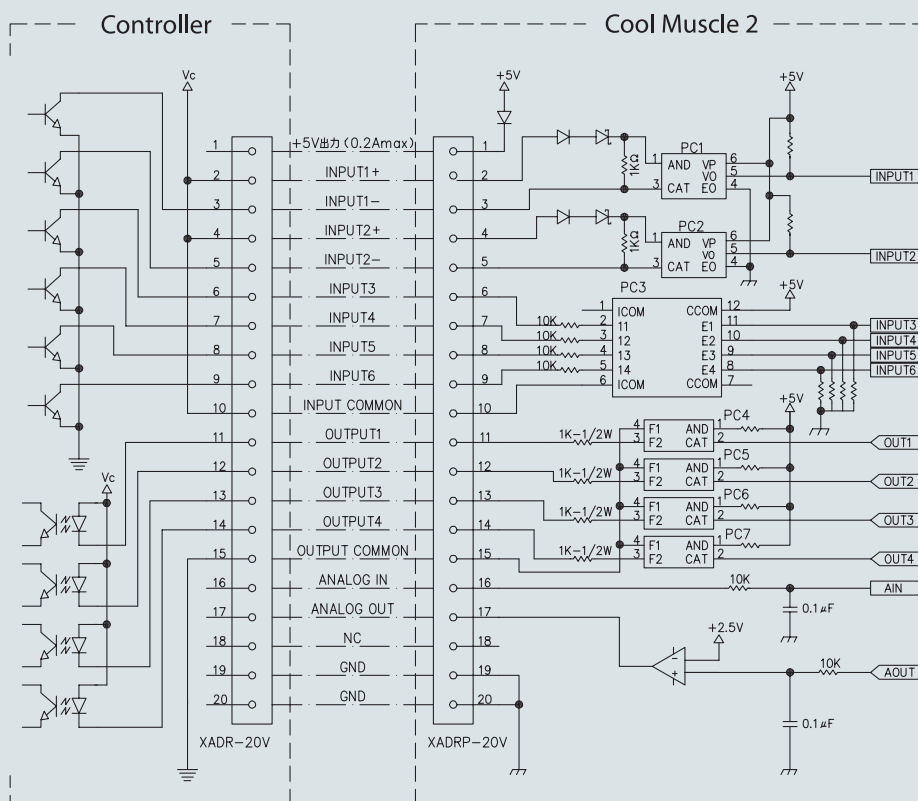 Controller
Cool Muscle 2
Vc
+5V
+5V
1 +5V出力(0.2Amax) 1
2 INPUT1+ 2
3 INPUT1- 3
4 INPUT2+ 4
5 INPUT2- 5
6 INPUT3 6
7 INPUT4 7
8 INPUT5 8
9 INPUT6 9
10 INPUT COMMON 10
11 OUTPUT1 11
12 OUTPUT2 12
13 OUTPUT3 13
14 OUTPUT4 14
15 OUTPUT COMMON 15
16 ANALOG IN 16
17 ANALOG OUT 17
18 NC 18
19 GND 19
20 GND 20
XADR-20V
XADRP-20V
Vc
PC1
1 AND VP 6
VO 5
3 CAT EO 4
1KΩ
INPUT1
PC2
1 AND VP 6
VO 5
3 CAT EO 4
1KΩ
INPUT2
PC3
+5V
1 ICOM CCOM 12
10K 2 11 E1 11 INPUT3
10K 3 12 E2 10 INPUT4
10K 4 13 E3 9 INPUT5
10K 5 14 E4 8 INPUT6
6 ICOM CCOM 7
+5V
PC4
4 F1 AND 1
1K-1/2W 3 F2 CAT 2 OUT1
PC5
4 F1 AND 1
1K-1/2W 3 F2 CAT 2 OUT2
PC6
4 F1 AND 1
1K-1/2W 3 F2 CAT 2 OUT3
PC7
4 F1 AND 1
1K-1/2W 3 F2 CAT 2 OUT4
10K AIN
0.1μF
+2.5V
-
+
10K AOUT
0.1μF